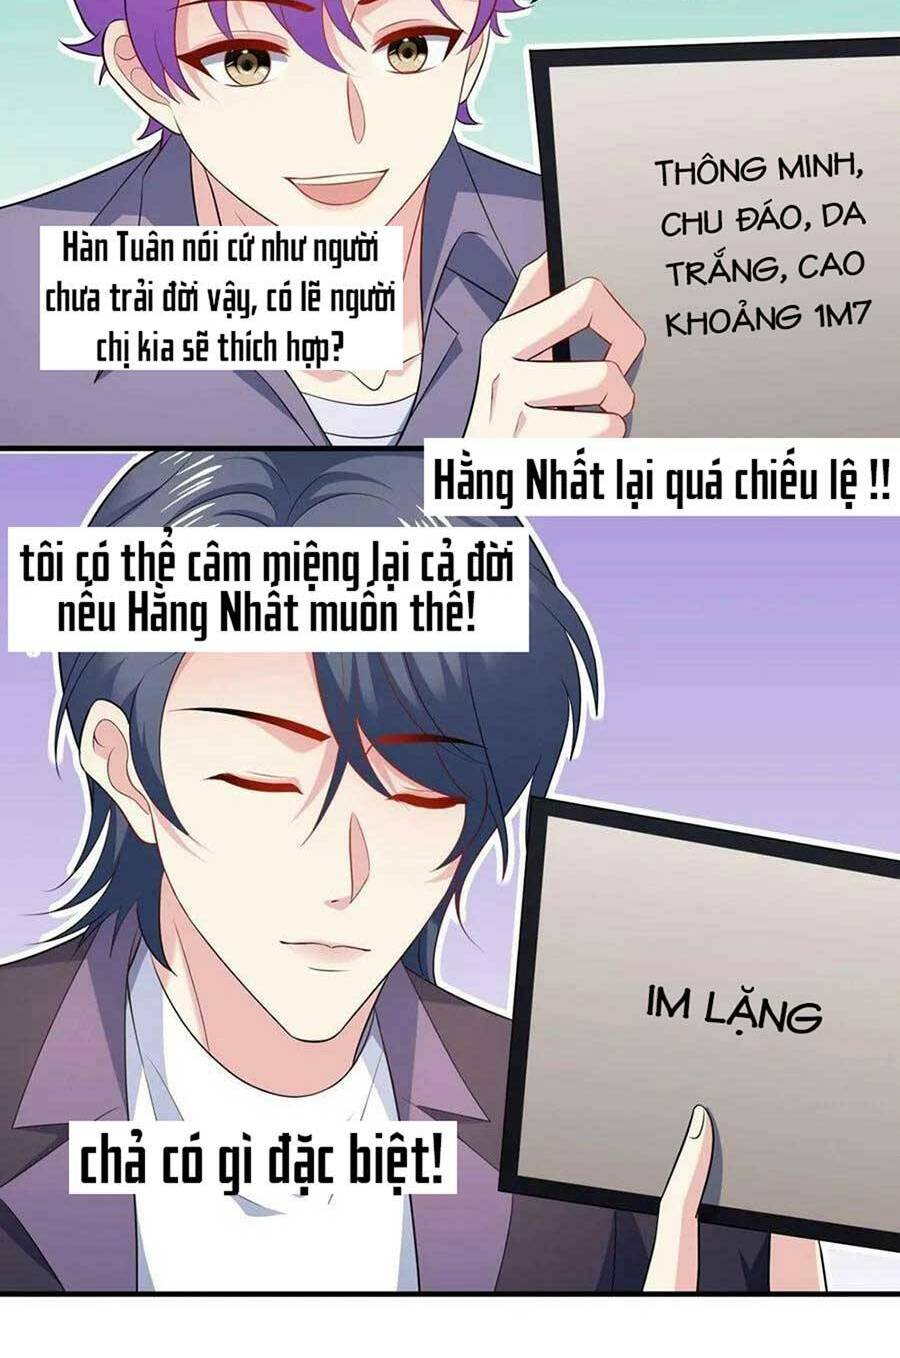 THÔNG MINH,
CHU ĐÁO, DA
TRẮNG, CAO
KHOẢNG 1M7
Hàn Tuân nói cứ như người
chưa trải đời vậy, có lẽ người
chị kia sẽ thích hợp?
Hằng Nhất lại quá chiếu lệ !!
tôi có thể câm miệng lại cả đời
nếu Hằng Nhất muốn thế!
IM LẶNG
chả có gì đặc biệt!